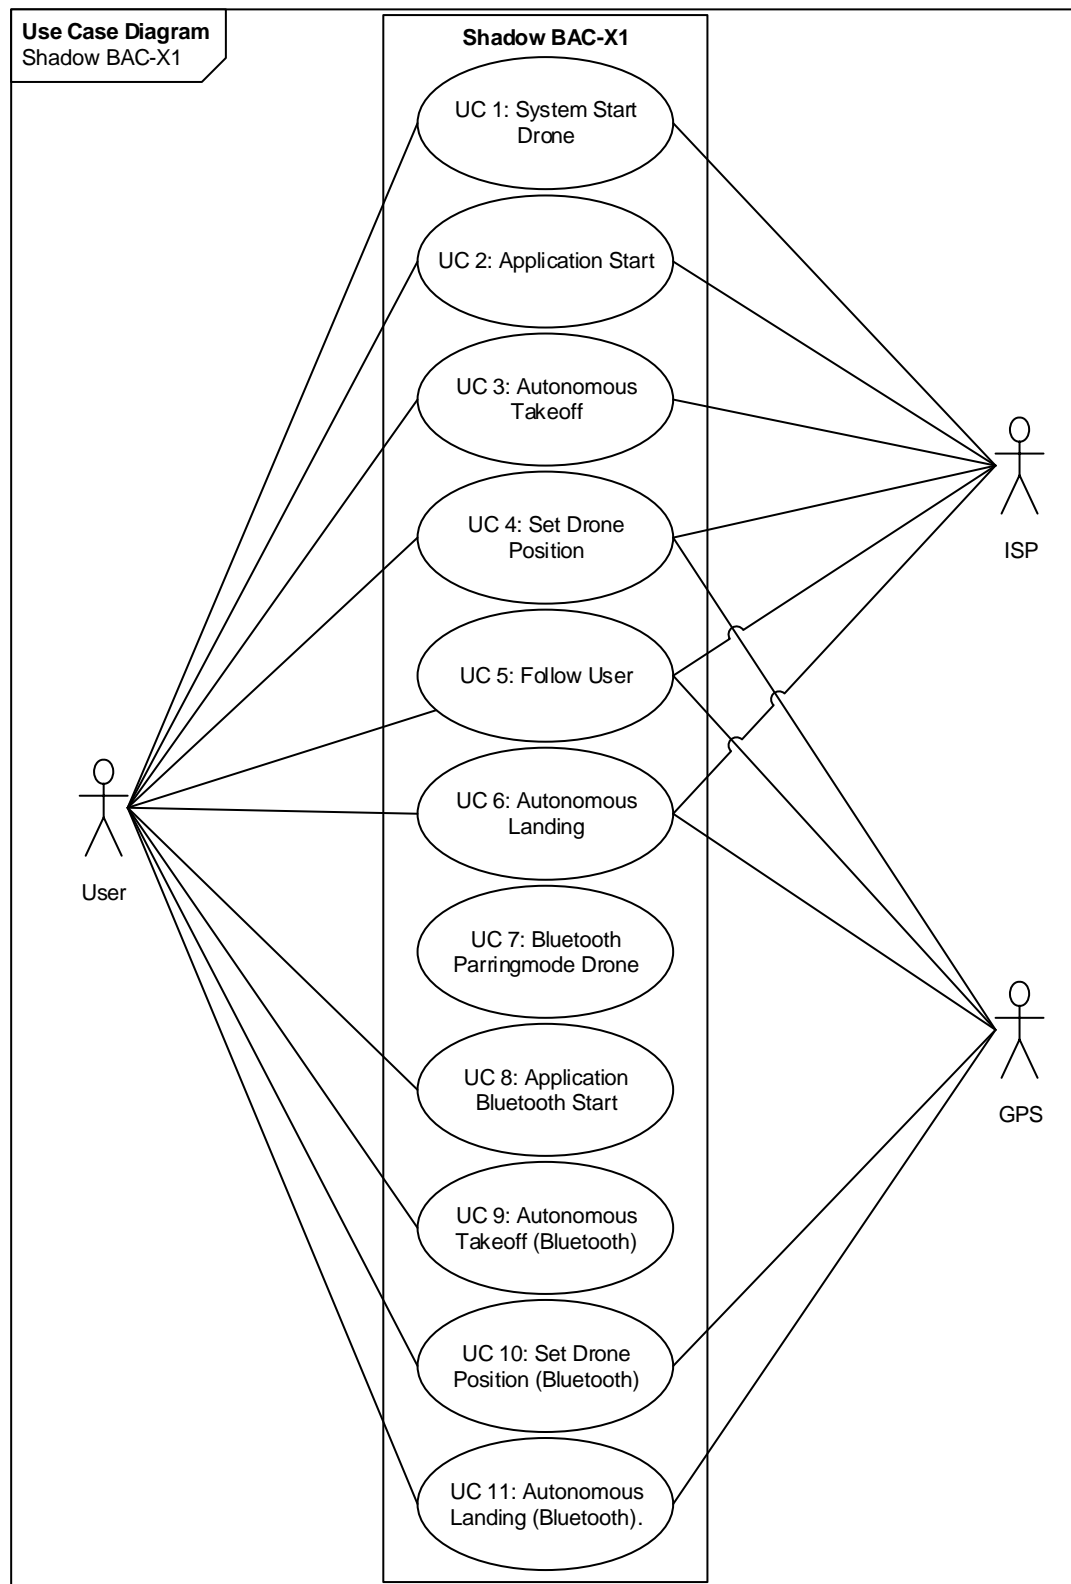 Use Case Diagram
Shadow BAC-X1
Shadow BAC-X1
UC 1: System Start
Drone
UC 2: Application Start
UC 3: Autonomous
Takeoff
UC 4: Set Drone
Position
ISP
UC 5: Follow User
UC 6: Autonomous
Landing
User
UC 7: Bluetooth
Parringmode Drone
UC 8: Application
Bluetooth Start
GPS
UC 9: Autonomous
Takeoff (Bluetooth)
UC 10: Set Drone
Position (Bluetooth)
UC 11: Autonomous
Landing (Bluetooth).